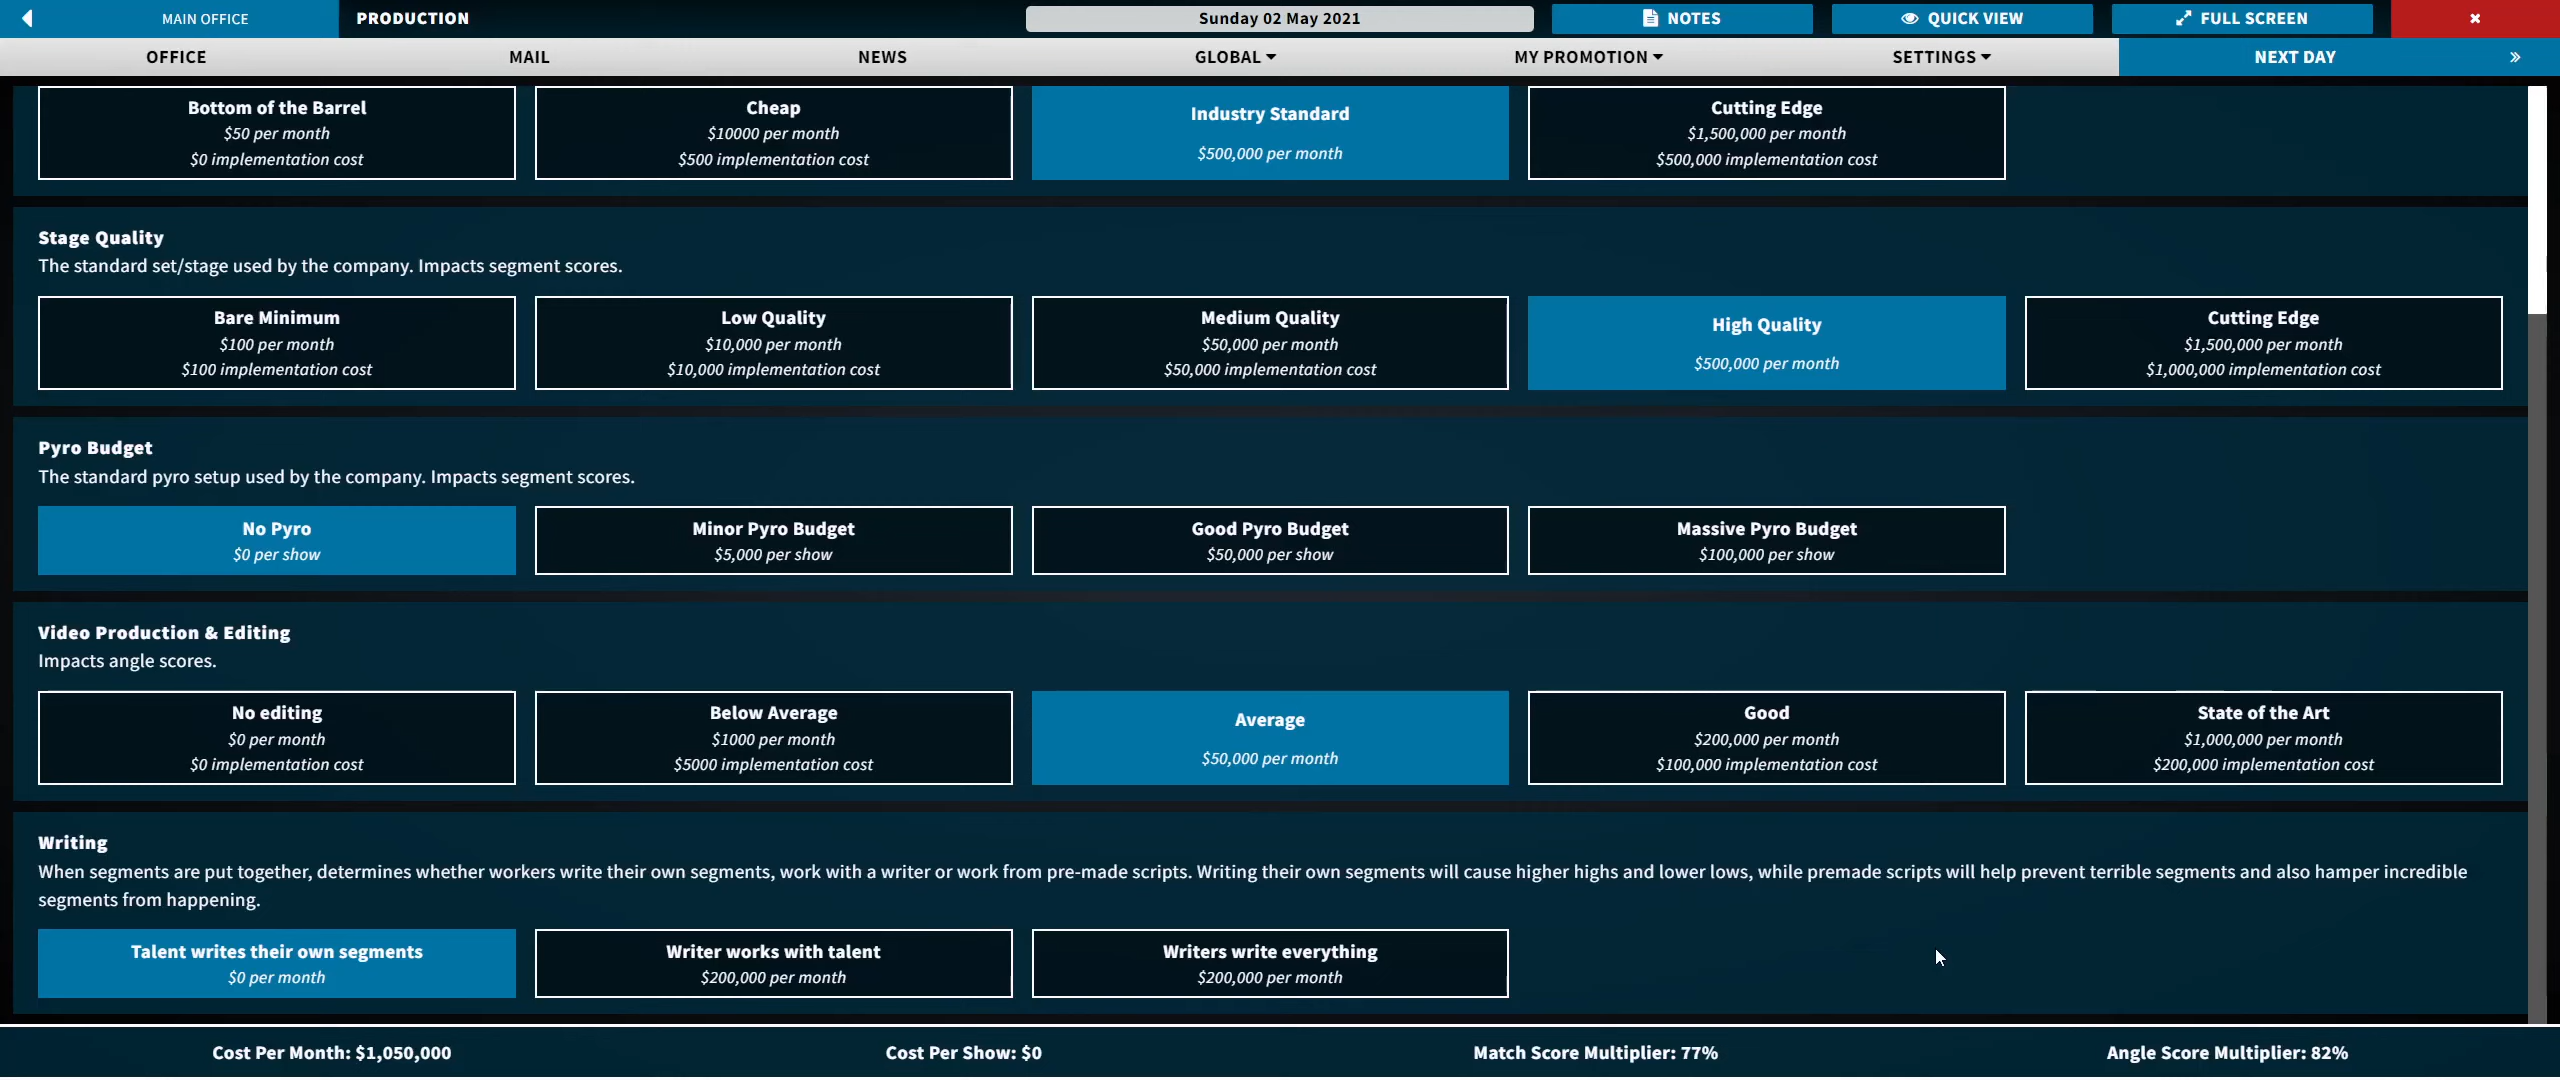 MAIN OFFICE
PRODUCTION
Sunday 02 May 2021
NOTES
QUICK VIEW
FULL SCREEN
OFFICE
MAIL
NEWS
GLOBAL
MY PROMOTION
SETTINGS
NEXT DAY
Bottom of the Barrel
$50 per month
$0 implementation cost
Cheap
$10000 per month
$500 implementation cost
Industry Standard
$500,000 per month
Cutting Edge
$1,500,000 per month
$500,000 implementation cost
Stage Quality
The standard set/stage used by the company. Impacts segment scores.
Bare Minimum
$100 per month
$100 implementation cost
Low Quality
$10,000 per month
$10,000 implementation cost
Medium Quality
$50,000 per month
$50,000 implementation cost
High Quality
$500,000 per month
Cutting Edge
$1,500,000 per month
$1,000,000 implementation cost
Pyro Budget
The standard pyro setup used by the company. Impacts segment scores.
No Pyro
$0 per show
Minor Pyro Budget
$5,000 per show
Good Pyro Budget
$50,000 per show
Massive Pyro Budget
$100,000 per show
Video Production & Editing
Impacts angle scores.
No editing
$0 per month
$0 implementation cost
Below Average
$1000 per month
$5000 implementation cost
Average
$50,000 per month
Good
$200,000 per month
$100,000 implementation cost
State of the Art
$1,000,000 per month
$200,000 implementation cost
Writing
When segments are put together, determines whether workers write their own segments, work with a writer or work from pre-made scripts. Writing their own segments will cause higher highs and lower lows, while premade scripts will help prevent terrible segments and also hamper incredible
segments from happening.
Talent writes their own segments
$0 per month
Writer works with talent
$200,000 per month
Writers write everything
$200,000 per month
Cost Per Month: $1,050,000
Cost Per Show: $0
Match Score Multiplier: 77%
Angle Score Multiplier: 82%